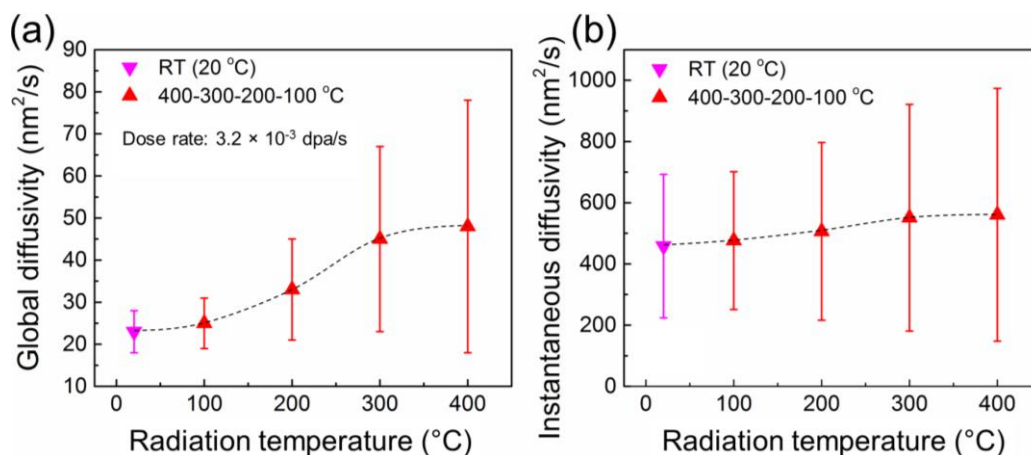 (a)
Global diffusivity (nm²/s)
90
80
70
60
50
40
30
20
10
RT (20 °C)
400-300-200-100 °C
Dose rate: 3.2 × 10⁻³ dpa/s
0
100
200
300
400
Radiation temperature (°C)
(b)
Instantaneous diffusivity (nm²/s)
1000
800
600
400
200
0
RT (20 °C)
400-300-200-100 °C
0
100
200
300
400
Radiation temperature (°C)